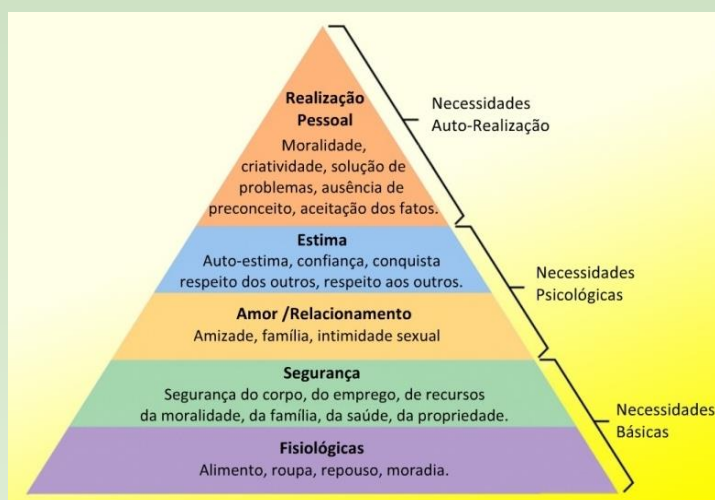 Realização
Pessoal
Moralidade,
criatividade, solução de
problemas, ausência de
preconceito, aceitação dos fatos.
Necessidades
Auto-Realização
Estima
Auto-estima, confiança, conquista
respeito dos outros, respeito aos outros.
Amor /Relacionamento
Amizade, família, intimidade sexual
Necessidades
Psicológicas
Segurança
Segurança do corpo, do emprego, de recursos
da moralidade, da família, da saúde, da propriedade.
Fisiológicas
Alimento, roupa, repouso, moradia.
Necessidades
Básicas